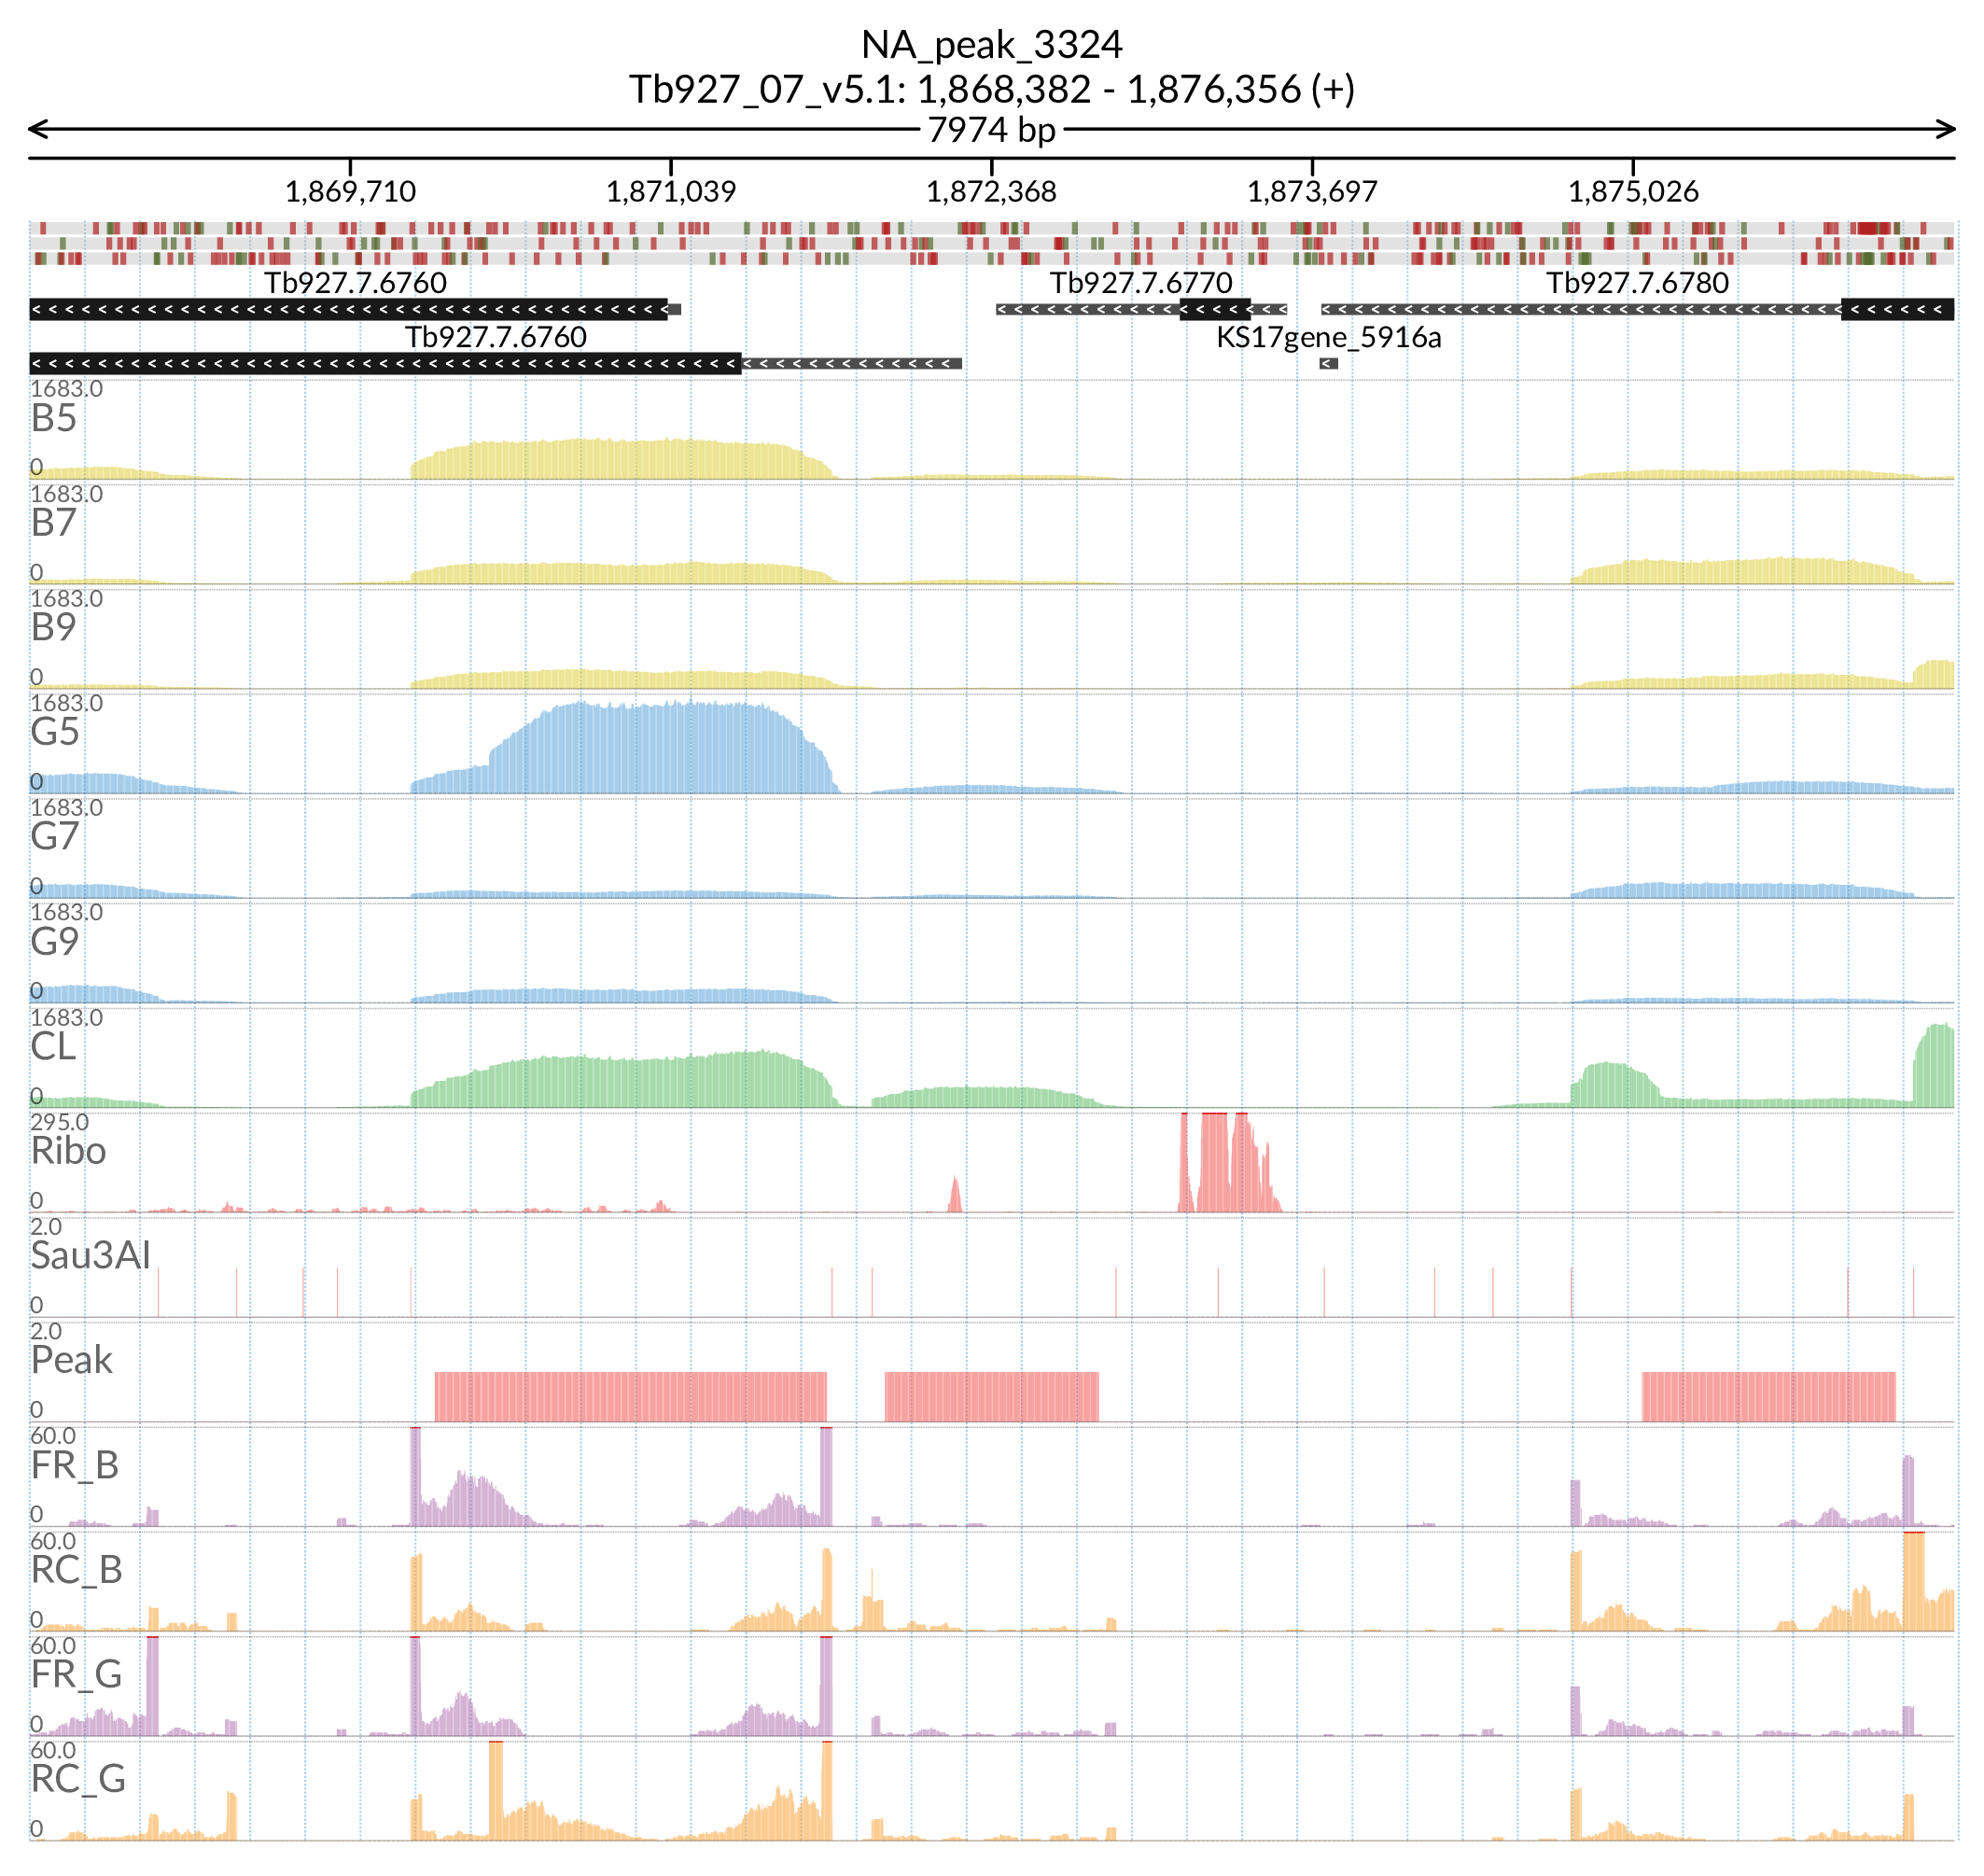 NA_peak_3324
Tb927_07_v5.1: 1,868,382 - 1,876,356 (+)
7974 bp
1,869,710 1,871,039 1,872,368 1,873,697 1,875,026
Tb927.7.6760 Tb927.7.6770 Tb927.7.6780
Tb927.7.6760 KS17gene_5916a
1683.0
B5
0
1683.0
B7
0
1683.0
B9
0
1683.0
G5
0
1683.0
G7
0
1683.0
G9
0
1683.0
CL
0
295.0
Ribo
0
2.0
Sau3AI
0
2.0
Peak
0
60.0
FR_B
0
60.0
RC_B
0
60.0
FR_G
0
60.0
RC_G
0